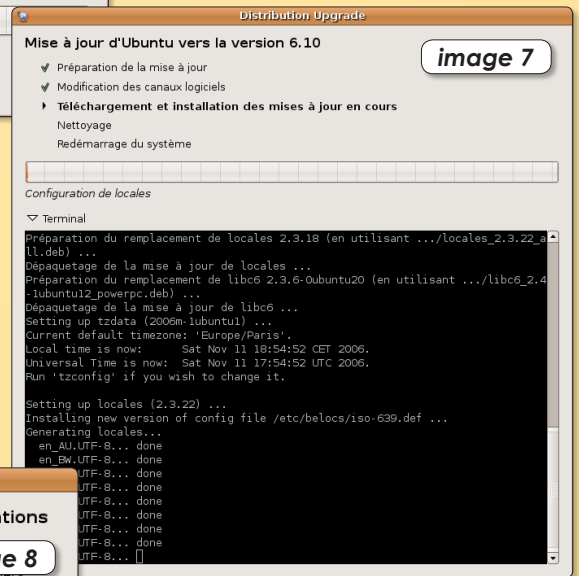 Distribution Upgrade
Mise à jour d'Ubuntu vers la version 6.10
image 7
Préparation de la mise à jour
Modification des canaux logiciels
Téléchargement et installation des mises à jour en cours
Nettoyage
Redémarrage du système
Configuration de locales
Terminal
Préparation du remplacement de locales 2.3.18 (en utilisant .../locales_2.3.22_a
ll.deb) ...
Dépaquetage de la mise à jour de locales ...
Préparation du remplacement de libc6 2.3.6-0ubuntu20 (en utilisant .../libc6_2.4
-1ubuntu12_powerpc.deb) ...
Dépaquetage de la mise à jour de libc6 ...
Setting up tzdata (2006m-1ubuntu1) ...
Current default timezone: 'Europe/Paris'.
Local time is now:      Sat Nov 11 18:54:52 CET 2006.
Universal Time is now:  Sat Nov 11 17:54:52 UTC 2006.
Run 'tzconfig' if you wish to change it.
Setting up locales (2.3.22) ...
Installing new version of config file /etc/belocs/iso-639.def ...
Generating locales...
en_AU.UTF-8... done
en_BW.UTF-8... done
UTF-8... done
UTF-8... done
UTF-8... done
UTF-8... done
UTF-8... done
UTF-8... done
UTF-8...
ations
e 8